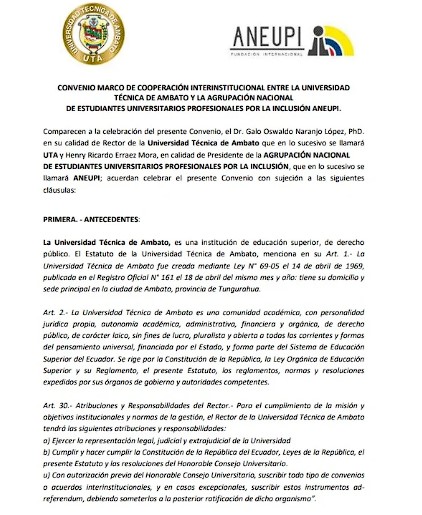 UNIVERSIDAD TECNICA DE AMBATO
UTA
ANEUPI
FUNDACIÓN INTERNACIONAL
CONVENIO MARCO DE COOPERACIÓN INTERINSTITUCIONAL ENTRE LA UNIVERSIDAD
TÉCNICA DE AMBATO Y LA AGRUPACIÓN NACIONAL
DE ESTUDIANTES UNIVERSITARIOS PROFESIONALES POR LA INCLUSIÓN ANEUPI.
Comparecen a la celebración del presente Convenio, el Dr. Galo Oswaldo Naranjo López, PhD.
en su calidad de Rector de la Universidad Técnica de Ambato que en lo sucesivo se llamará
UTA y Henry Ricardo Erraez Mora, en calidad de Presidente de la AGRUPACIÓN NACIONAL
DE ESTUDIANTES UNIVERSITARIOS PROFESIONALES POR LA INCLUSIÓN, que en lo sucesivo se
llamará ANEUPI; acuerdan celebrar el presente Convenio con sujeción a las siguientes
cláusulas:
PRIMERA. - ANTECEDENTES:
La Universidad Técnica de Ambato, es una institución de educación superior, de derecho
público. El Estatuto de la Universidad Técnica de Ambato, menciona en su Art. 1.- La
Universidad Técnica de Ambato fue creada mediante Ley N° 69-05 el 14 de abril de 1969,
publicada en el Registro Oficial N° 161 el 18 de abril del mismo mes y año: tiene su domicilio y
sede principal en la ciudad de Ambato, provincia de Tungurahua.
Art. 2.- La Universidad Técnica de Ambato es una comunidad académica, con personalidad
jurídica propia, autonomía académica, administrativa, financiera y orgánica, de derecho
público, de carácter laico, sin fines de lucro, pluralista y abierta a todas las corrientes y formas
del pensamiento universal, financiada por el Estado, y forma parte del Sistema de Educación
Superior del Ecuador. Se rige por la Constitución de la República, la Ley Orgánica de Educación
Superior y su Reglamento, el presente Estatuto, los reglamentos, normas y resoluciones
expedidos por sus órganos de gobierno y autoridades competentes.
Art. 30.- Atribuciones y Responsabilidades del Rector.- Para el cumplimiento de la misión y
objetivos institucionales y normas de la gestión, el Rector de la Universidad Técnica de Ambato
tendrá las siguientes atribuciones y responsabilidades:
a) Ejercer la representación legal, judicial y extrajudicial de la Universidad
b) Cumplir y hacer cumplir la Constitución de la República del Ecuador, Leyes de la República, el
presente Estatuto y las resoluciones del Honorable Consejo Universitario.
u) Con autorización previa del Honorable Consejo Universitario, suscribir todo tipo de convenios
o acuerdos interinstitucionales, y en casos excepcionales, suscribir estos instrumentos ad-
referendum, debiendo someterlos a la posterior ratificación de dicho organismo".